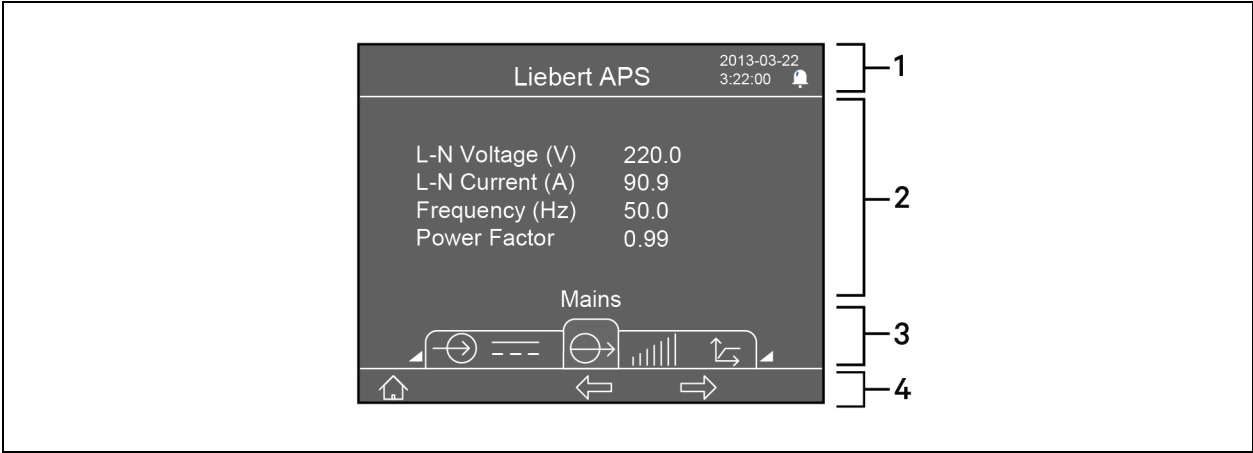 Liebert APS
2013-03-22
3:22:00
1
L-N Voltage (V) 220.0
L-N Current (A) 90.9
Frequency (Hz) 50.0
Power Factor 0.99
2
Mains
3
4